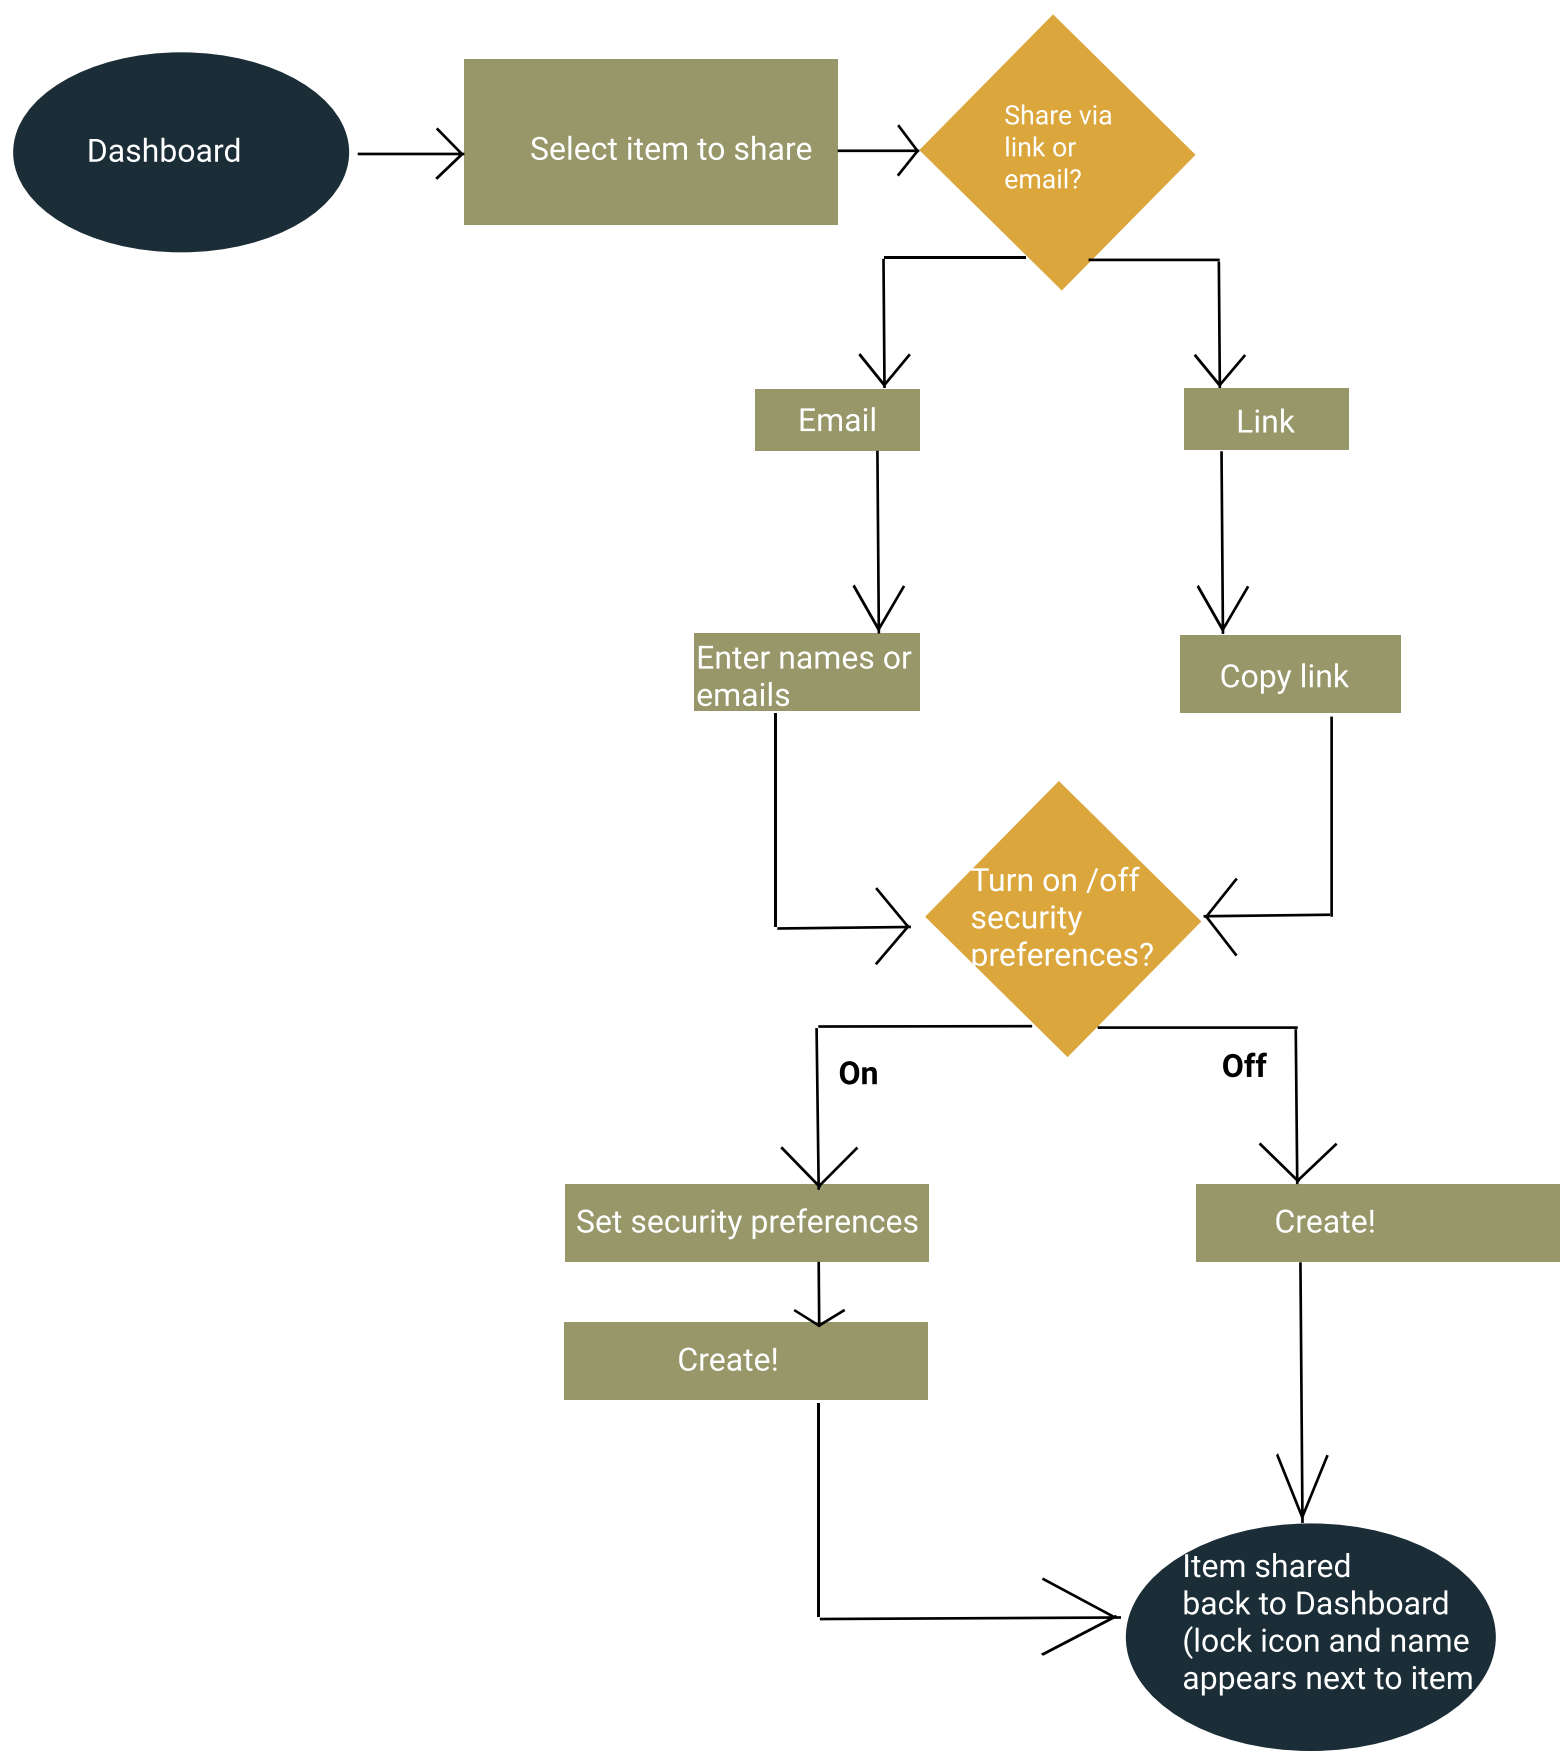 Dashboard
Select item to share
Share via
link or
email?
Email
Link
Enter names or
emails
Copy link
Turn on /off
security
preferences?
On
Off
Set security preferences
Create!
Create!
Item shared
back to Dashboard
(lock icon and name
appears next to item